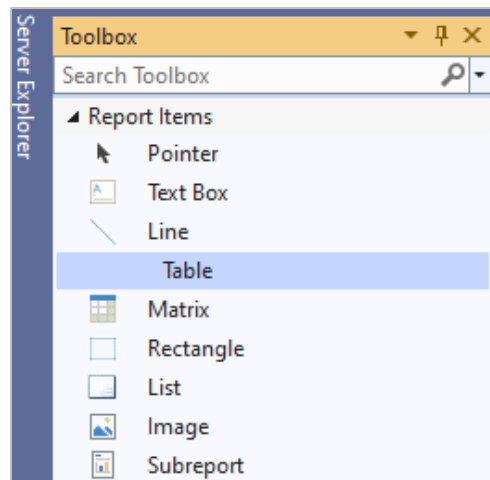 Server Explorer
Toolbox
Search Toolbox
Report Items
Pointer
Text Box
Line
Table
Matrix
Rectangle
List
Image
Subreport